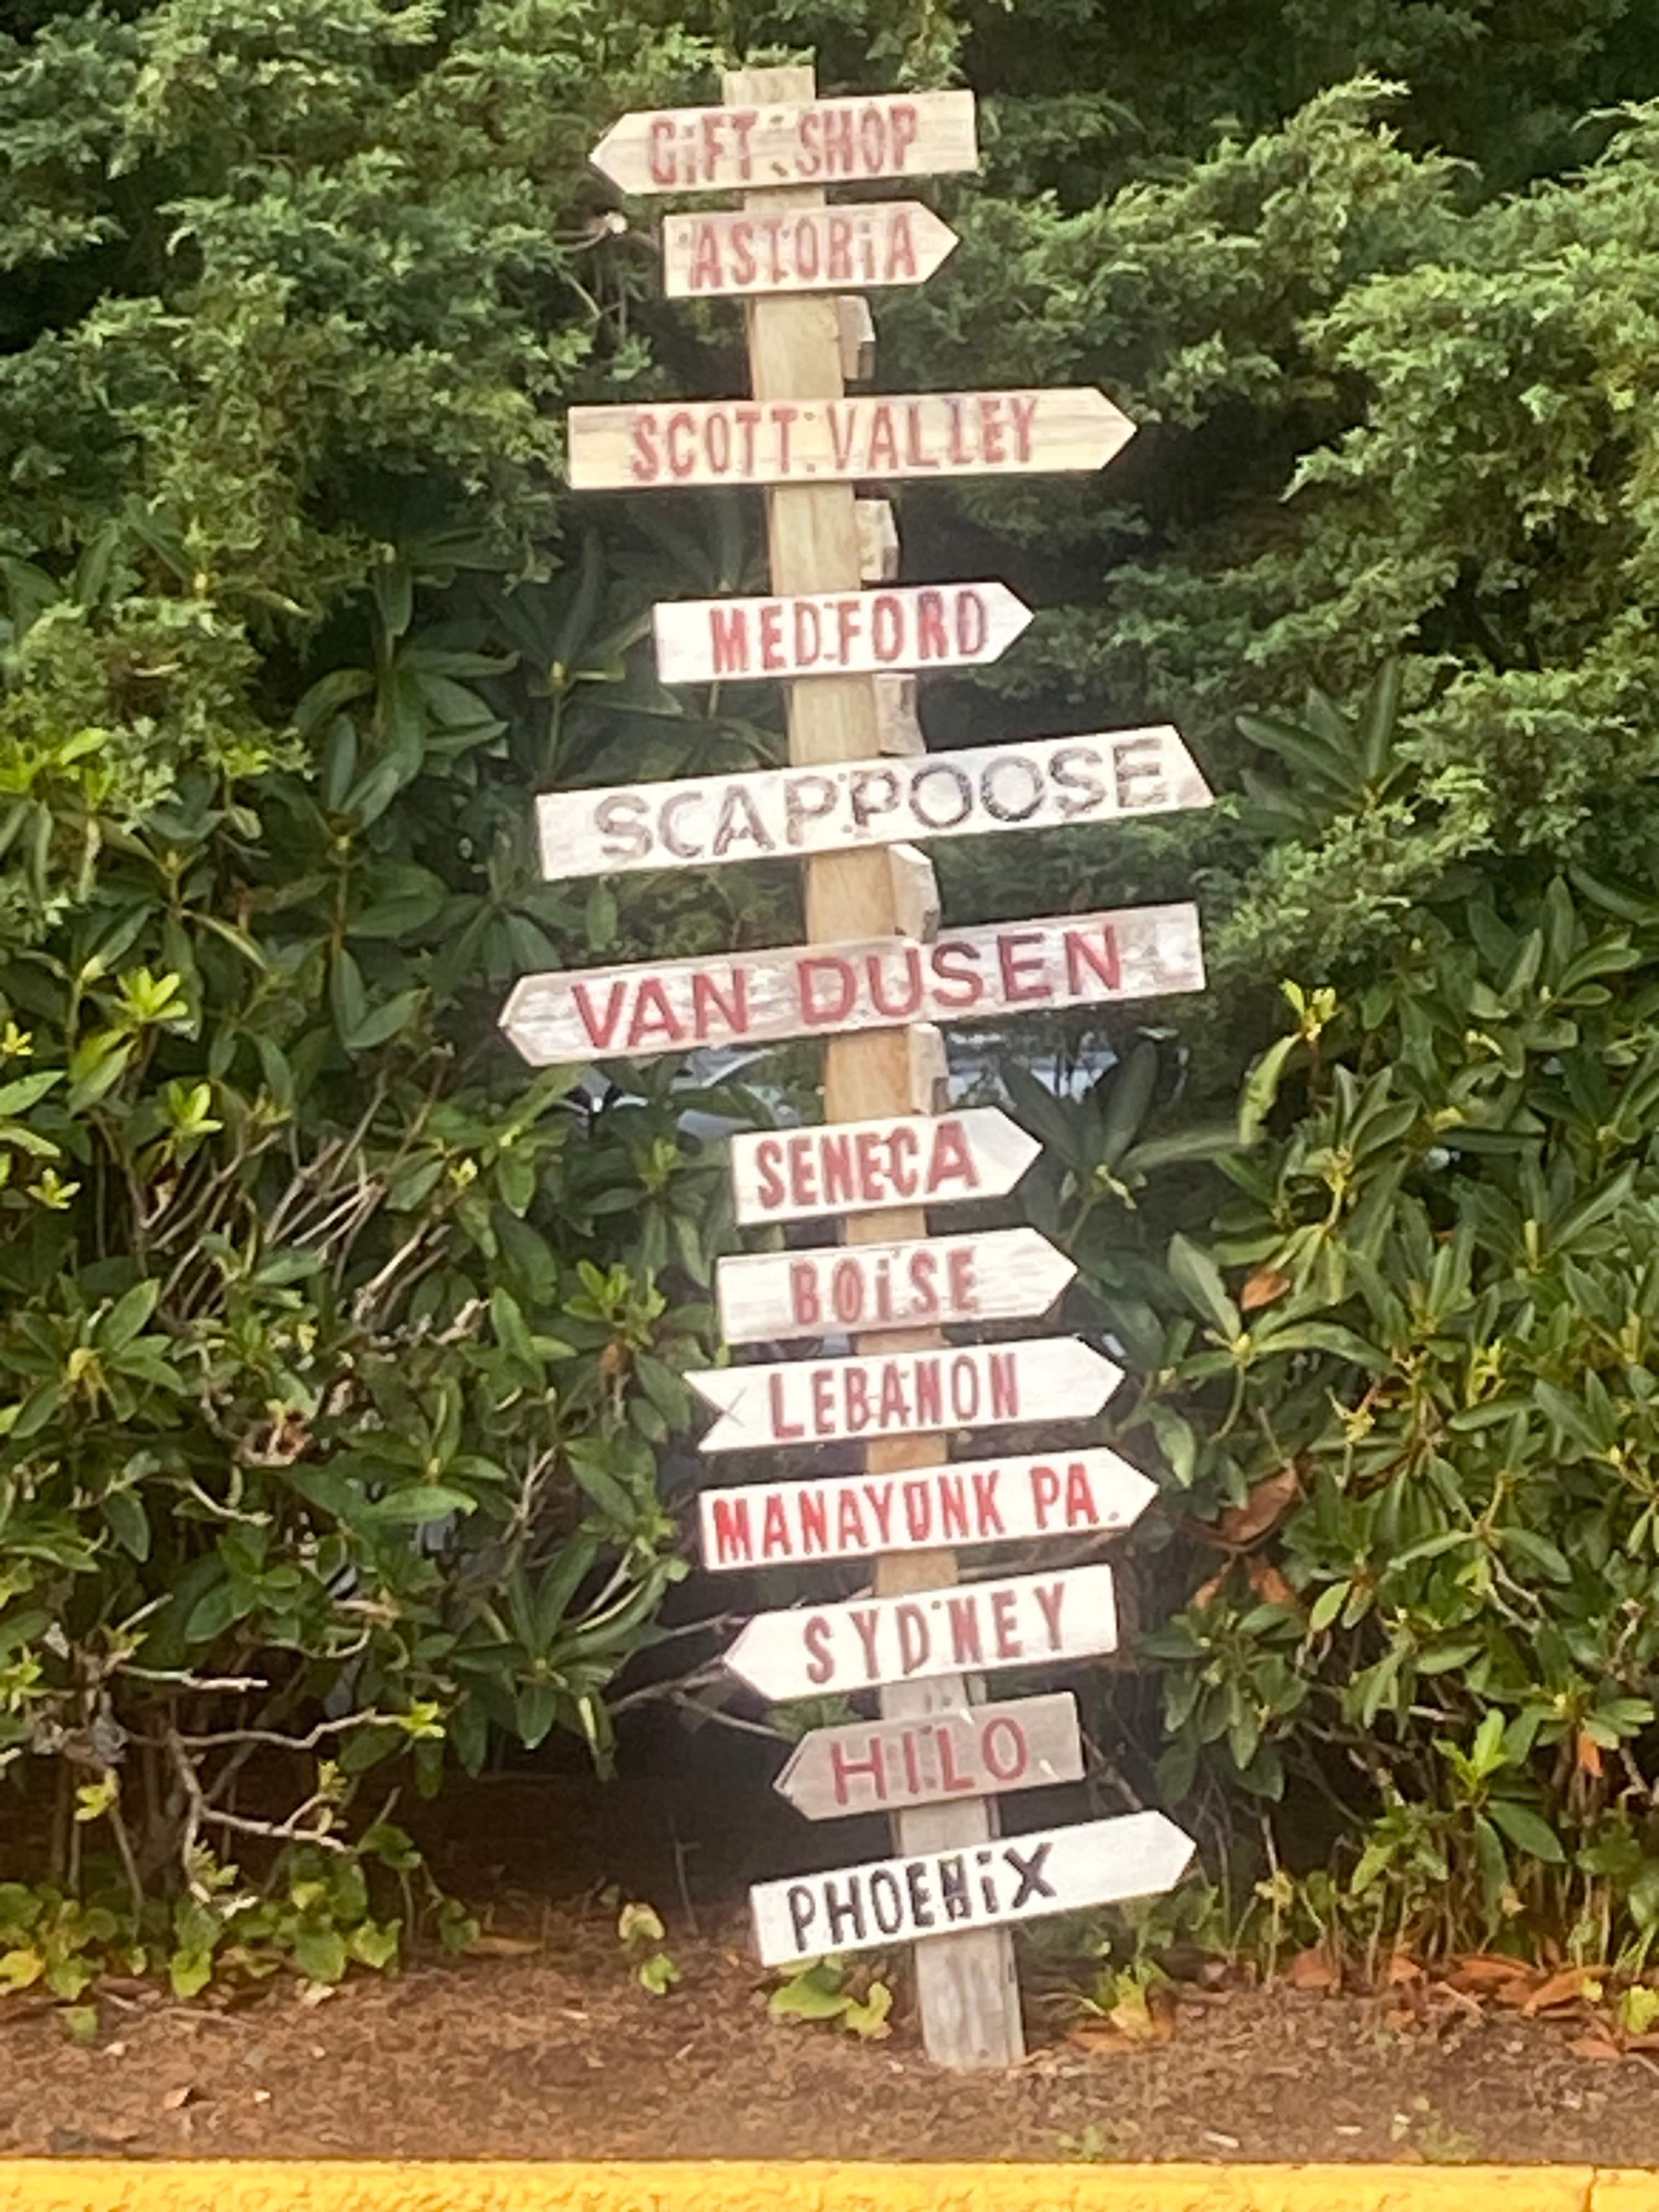 GiFT SHOP
ASTORiA
SCOTT VALLEY
MEDFORD
SCAPPOOSE
VAN DUSEN
SENECA
BOiSE
LEBANON
MANAYUNK PA.
SYDNEY
HILO
PHOENiX